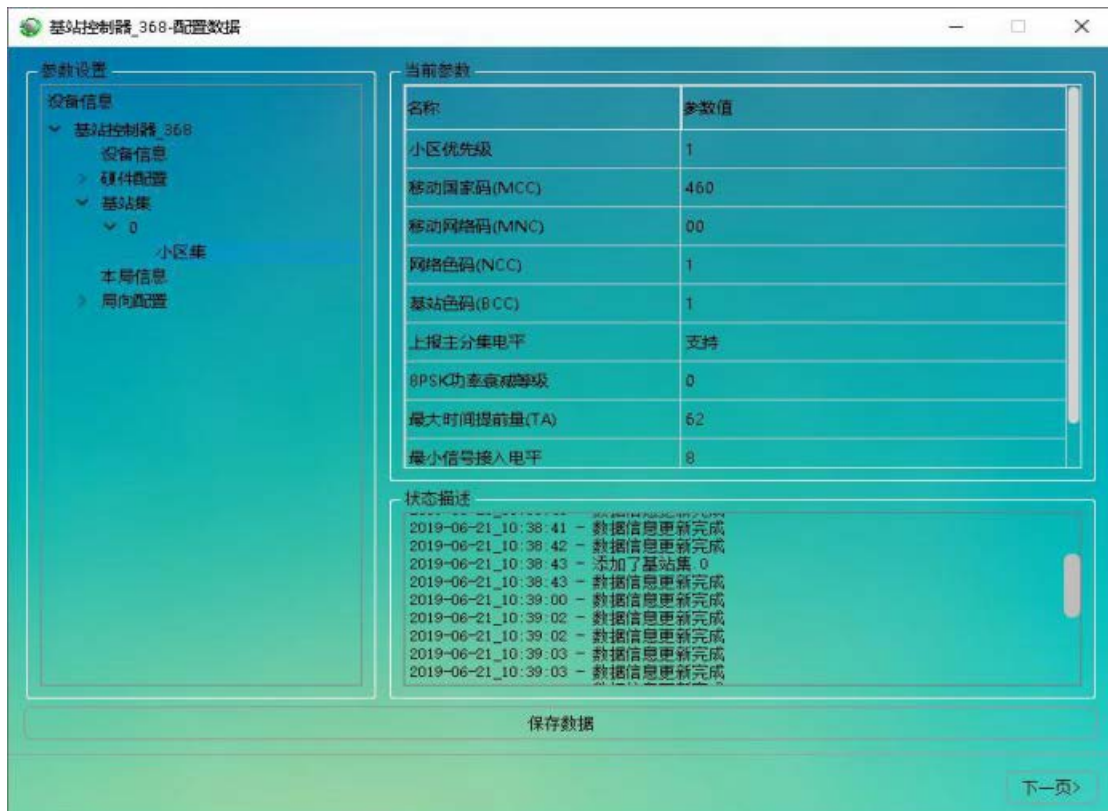 基站控制器_368-配置数据
参数设置
设备信息
基站控制器_368
设备信息
硬件配置
基站集
0
小区集
本局信息
局向配置
当前参数
名称 参数值
小区优先级 1
移动国家码(MCC) 460
移动网络码(MNC) 00
网络色码(NCC) 1
基站色码(BCC) 1
上报主分集电平 支持
8PSK功率衰减等级 0
最大时间提前量(TA) 62
最小信号接入电平 8
状态描述
2019-06-21_10:38:41 - 数据信息更新完成
2019-06-21_10:38:42 - 数据信息更新完成
2019-06-21_10:38:43 - 添加了基站集 0
2019-06-21_10:38:43 - 数据信息更新完成
2019-06-21_10:39:00 - 数据信息更新完成
2019-06-21_10:39:02 - 数据信息更新完成
2019-06-21_10:39:02 - 数据信息更新完成
2019-06-21_10:39:03 - 数据信息更新完成
2019-06-21_10:39:03 - 数据信息更新完成
保存数据
下一页>